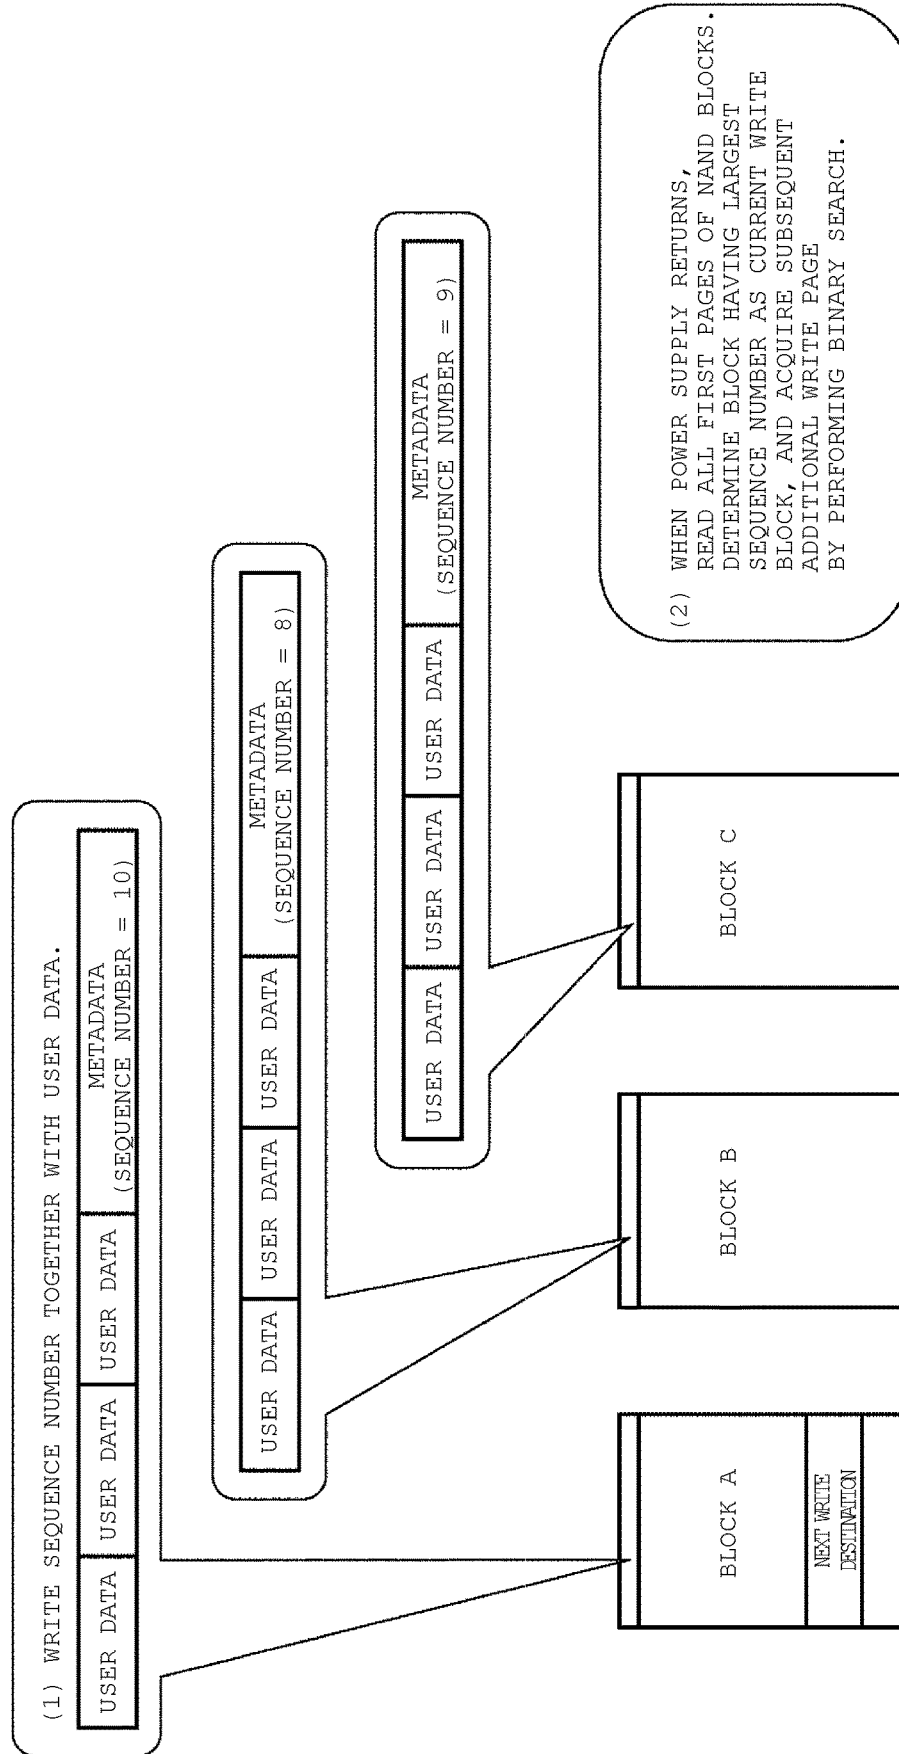 (1) WRITE SEQUENCE NUMBER TOGETHER WITH USER DATA.
USER DATA
USER DATA
USER DATA
METADATA
(SEQUENCE NUMBER = 10)
USER DATA
USER DATA
USER DATA
METADATA
(SEQUENCE NUMBER = 8)
USER DATA
USER DATA
USER DATA
METADATA
(SEQUENCE NUMBER = 9)
BLOCK A
NEXT WRITE
DESTINATION
BLOCK B
BLOCK C
(2) WHEN POWER SUPPLY RETURNS,
READ ALL FIRST PAGES OF NAND BLOCKS.
DETERMINE BLOCK HAVING LARGEST
SEQUENCE NUMBER AS CURRENT WRITE
BLOCK, AND ACQUIRE SUBSEQUENT
ADDITIONAL WRITE PAGE
BY PERFORMING BINARY SEARCH.